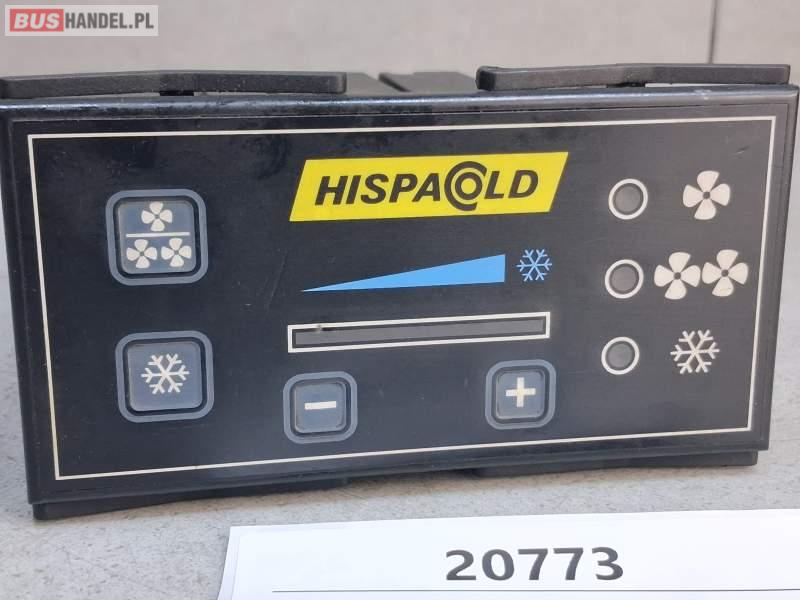 BUSHANDEL.PL
HISPACOLD
− +
20773